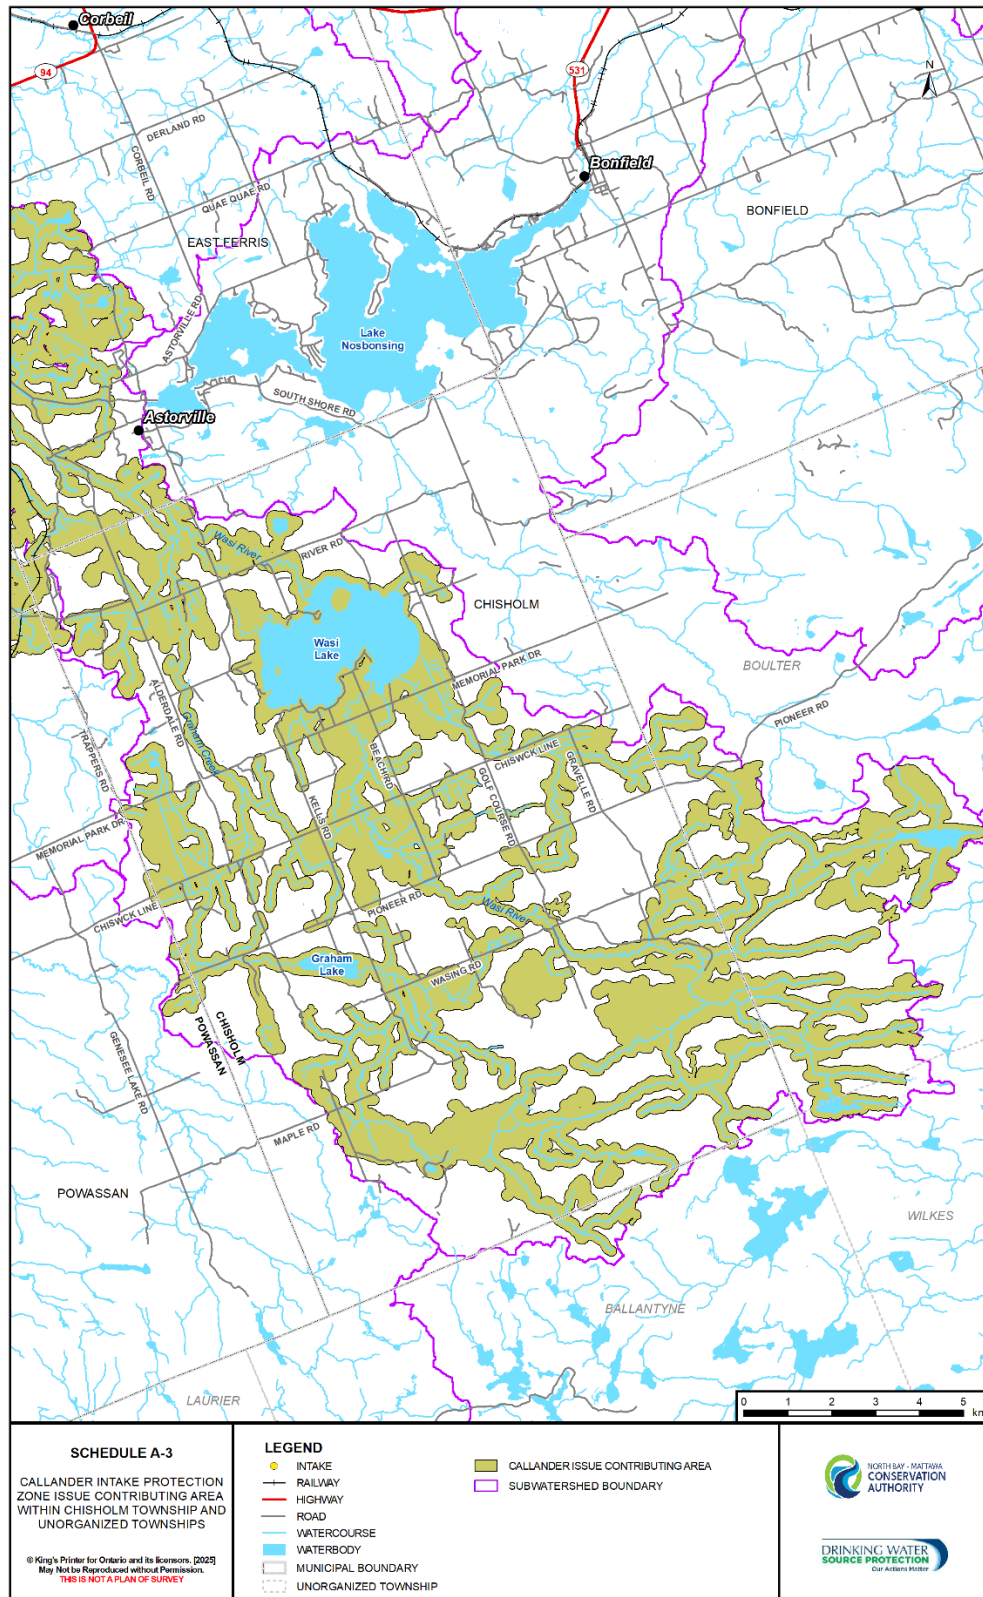 Corbeil
94
531
N
DERLAND RD
CORBEIL RD
Bonfield
QUAE QUAE RD
BONFIELD
EAST FERRIS
ASTORVILLE RD
Lake
Nosbonsing
SOUTH SHORE RD
Astorville
Wasi River
RIVER RD
CHISHOLM
Wasi
Lake
MEMORIAL PARK DR
BOULTER
ALDERDALE RD
Graham Creek
PIONEER RD
TRAPPERS RD
BEACH RD
CHISWCK LINE
GRAVELLE RD
GOLF COURSE RD
KELLS RD
MEMORIAL PARK DR
PIONEER RD
CHISWCK LINE
Wasi River
Graham
Lake
WASING RD
CHISHOLM
POWASSAN
GENESEE LAKE RD
MAPLE RD
POWASSAN
WILKES
BALLANTYNE
LAURIER
0 1 2 3 4 5
km
SCHEDULE A-3
CALLANDER INTAKE PROTECTION
ZONE ISSUE CONTRIBUTING AREA
WITHIN CHISHOLM TOWNSHIP AND
UNORGANIZED TOWNSHIPS
© King's Printer for Ontario and its licensors. [2025]
May Not be Reproduced without Permission.
THIS IS NOT A PLAN OF SURVEY
LEGEND
INTAKE
RAILWAY
HIGHWAY
ROAD
WATERCOURSE
WATERBODY
MUNICIPAL BOUNDARY
UNORGANIZED TOWNSHIP
CALLANDER ISSUE CONTRIBUTING AREA
SUBWATERSHED BOUNDARY
NORTH BAY - MATTAWA
CONSERVATION
AUTHORITY
DRINKING WATER
SOURCE PROTECTION
Our Actions Matter